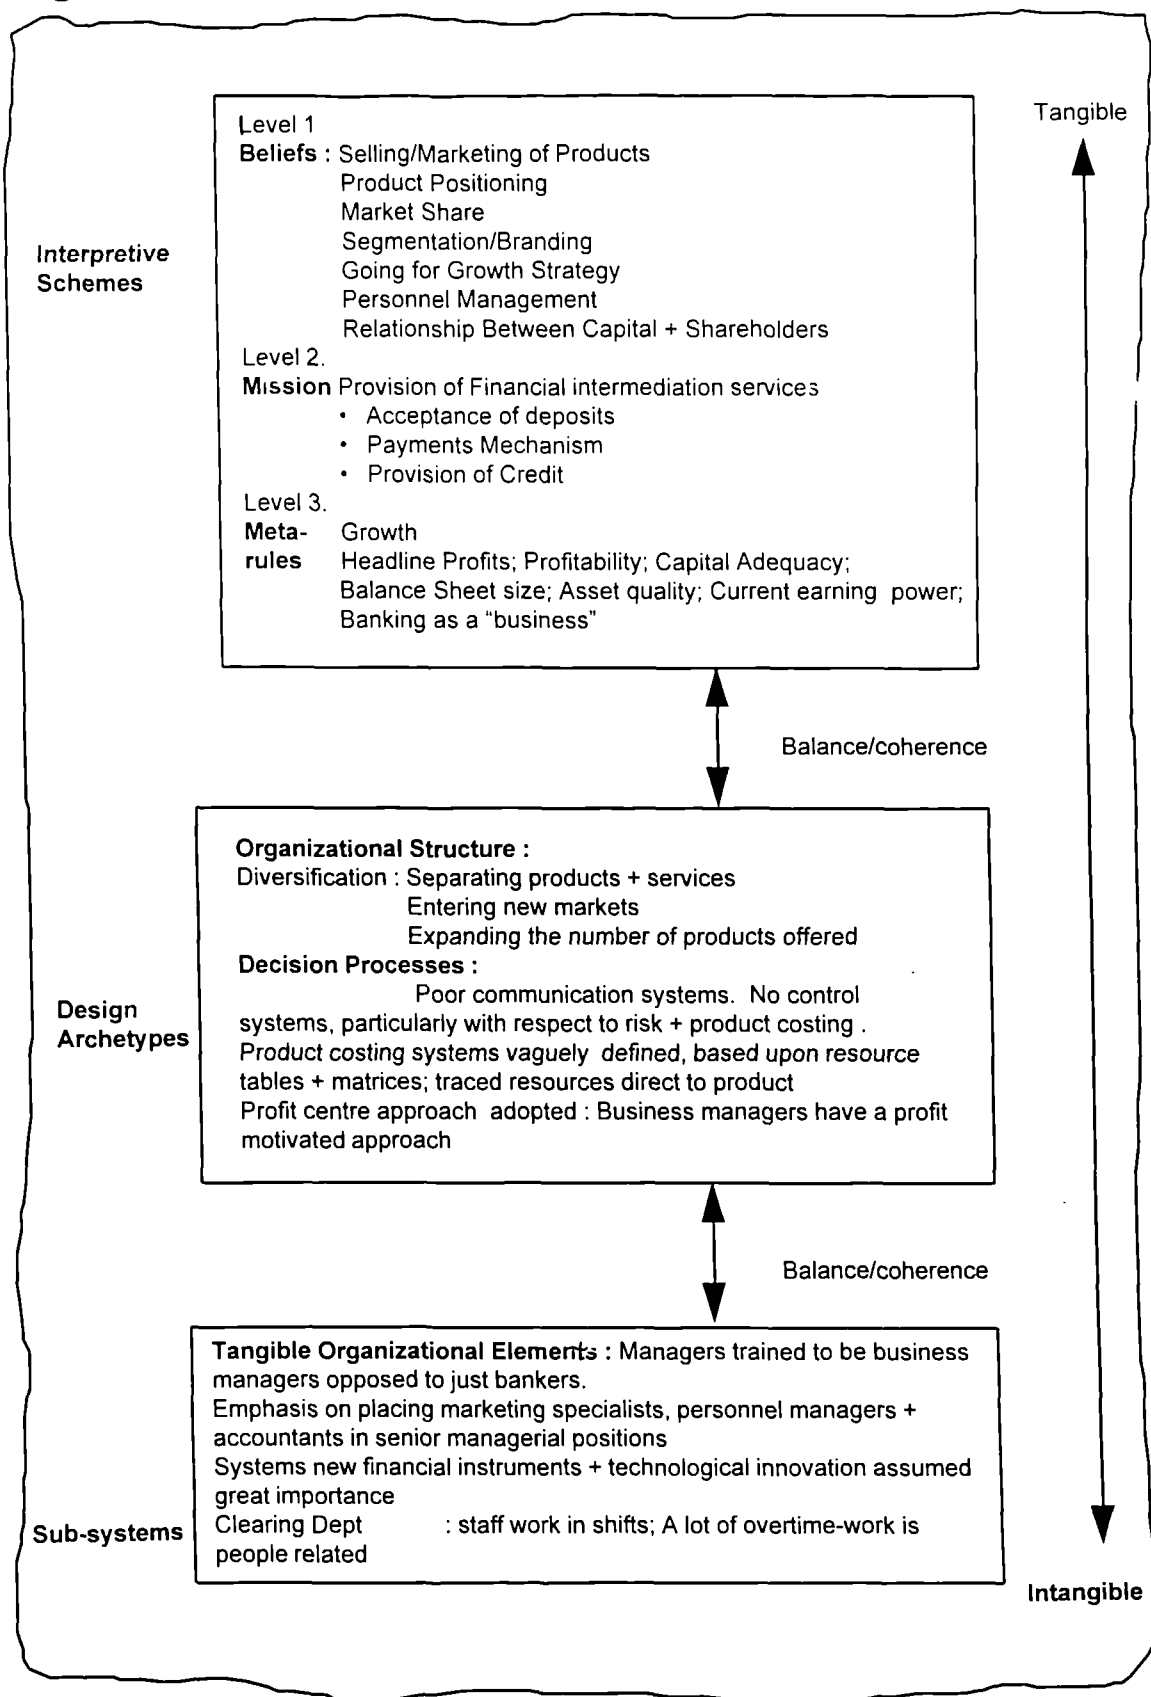 Tangible
Level 1
Beliefs : Selling/Marketing of Products
Product Positioning
Market Share
Segmentation/Branding
Going for Growth Strategy
Personnel Management
Relationship Between Capital + Shareholders
Interpretive
Schemes
Level 2.
Mission Provision of Financial intermediation services
• Acceptance of deposits
• Payments Mechanism
• Provision of Credit
Level 3.
Meta- Growth
rules Headline Profits; Profitability; Capital Adequacy;
Balance Sheet size; Asset quality; Current earning power;
Banking as a "business"
Balance/coherence
Organizational Structure :
Diversification : Separating products + services
Entering new markets
Expanding the number of products offered
Decision Processes :
Poor communication systems. No control
systems, particularly with respect to risk + product costing .
Product costing systems vaguely defined, based upon resource
tables + matrices; traced resources direct to product
Profit centre approach adopted : Business managers have a profit
motivated approach
Design
Archetypes
Balance/coherence
Tangible Organizational Elements : Managers trained to be business
managers opposed to just bankers.
Emphasis on placing marketing specialists, personnel managers +
accountants in senior managerial positions
Systems new financial instruments + technological innovation assumed
great importance
Clearing Dept : staff work in shifts; A lot of overtime-work is
people related
Sub-systems
Intangible